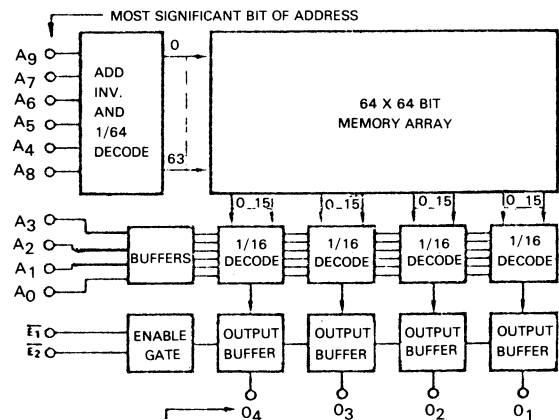 MOST SIGNIFICANT BIT OF ADDRESS
A9
A7
A6
A5
A4
A8
ADD
INV.
AND
1/64
DECODE
0
63
64 X 64 BIT
MEMORY ARRAY
0_15
0_15
0_15
0_15
A3
A2
A1
A0
BUFFERS
1/16
DECODE
1/16
DECODE
1/16
DECODE
1/16
DECODE
E1
E2
ENABLE
GATE
OUTPUT
BUFFER
OUTPUT
BUFFER
OUTPUT
BUFFER
OUTPUT
BUFFER
O4
O3
O2
O1